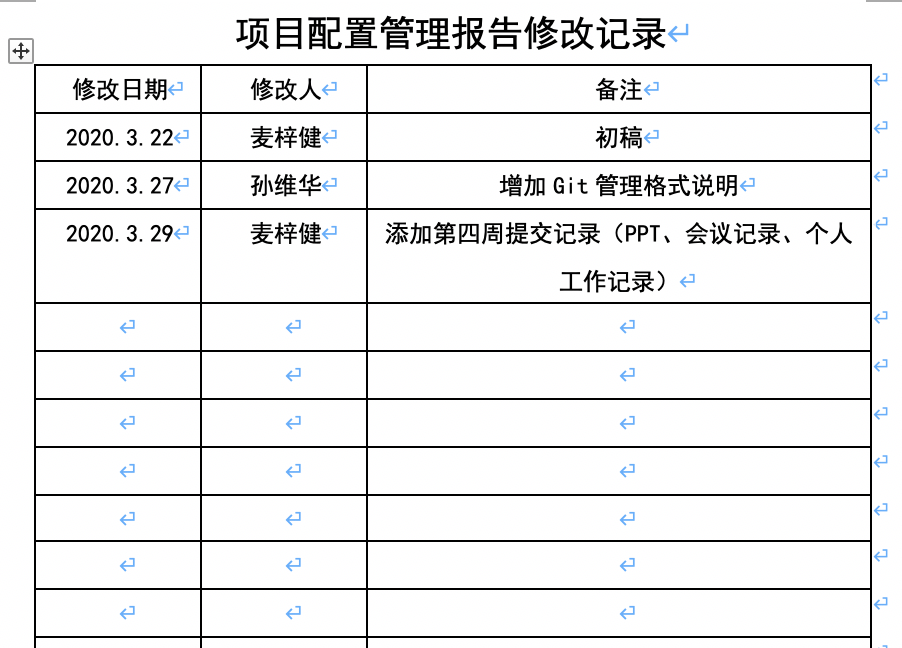 项目配置管理报告修改记录
修改日期 修改人 备注
2020.3.22 麦梓健 初稿
2020.3.27 孙维华 增加 Git 管理格式说明
2020.3.29 麦梓健 添加第四周提交记录（PPT、会议记录、个人
工作记录）